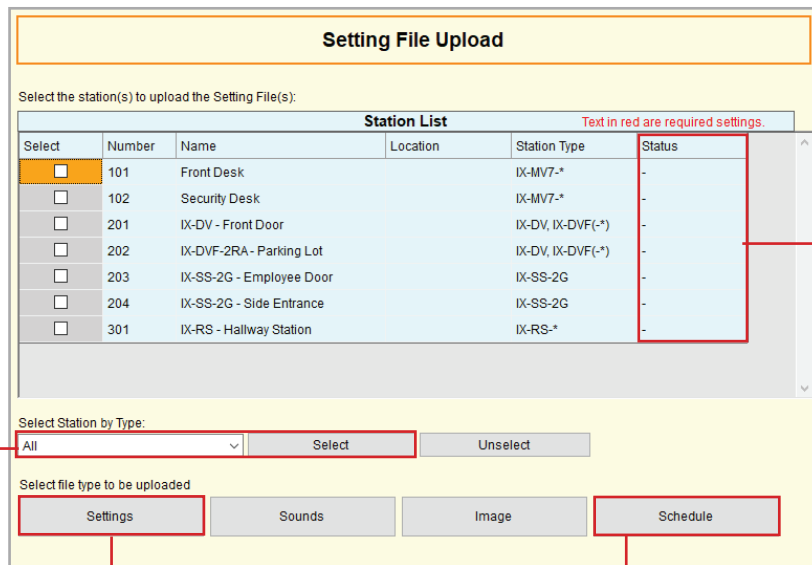 Setting File Upload
Select the station(s) to upload the Setting File(s):
Station List Text in red are required settings.
Select Number Name Location Station Type Status
101 Front Desk IX-MV7-* -
102 Security Desk IX-MV7-* -
201 IX-DV - Front Door IX-DV, IX-DVF(-*) -
202 IX-DVF-2RA - Parking Lot IX-DV, IX-DVF(-*) -
203 IX-SS-2G - Employee Door IX-SS-2G -
204 IX-SS-2G - Side Entrance IX-SS-2G -
301 IX-RS - Hallway Station IX-RS-* -
Select Station by Type:
All Select Unselect
Select file type to be uploaded
Settings Sounds Image Schedule